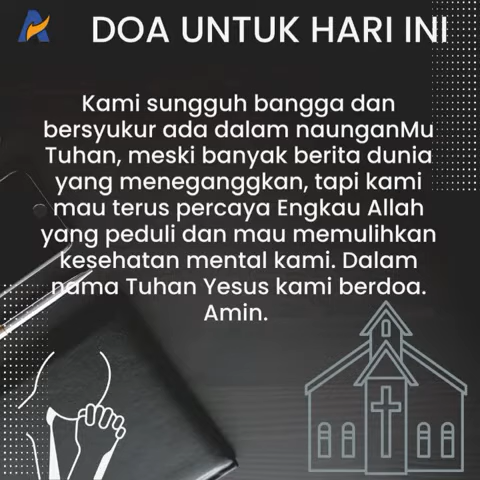 DOA UNTUK HARI INI
Kami sungguh bangga dan
bersyukur ada dalam naunganMu
Tuhan, meski banyak berita dunia
yang meneganggkan, tapi kami
mau terus percaya Engkau Allah
yang peduli dan mau memulihkan
kesehatan mental kami. Dalam
nama Tuhan Yesus kami berdoa.
Amin.